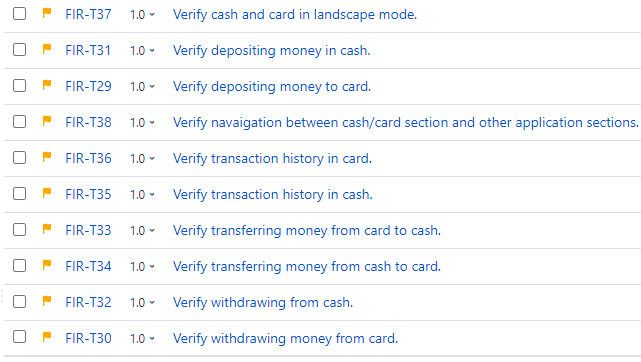 FIR-T37 1.0 Verify cash and card in landscape mode.
FIR-T31 1.0 Verify depositing money in cash.
FIR-T29 1.0 Verify depositing money to card.
FIR-T38 1.0 Verify navaigation between cash/card section and other application sections.
FIR-T36 1.0 Verify transaction history in card.
FIR-T35 1.0 Verify transaction history in cash.
FIR-T33 1.0 Verify transferring money from card to cash.
FIR-T34 1.0 Verify transferring money from cash to card.
FIR-T32 1.0 Verify withdrawing from cash.
FIR-T30 1.0 Verify withdrawing money from card.